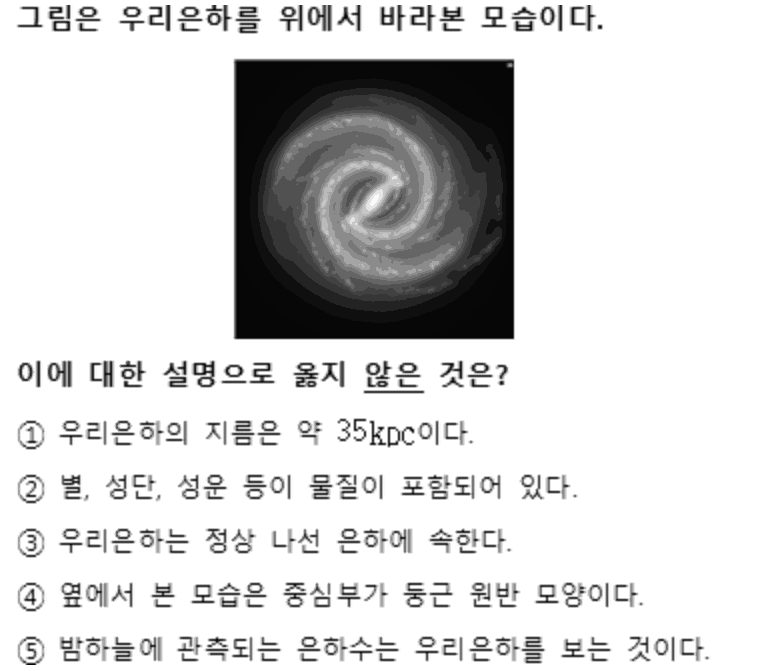 그림은 우리은하를 위에서 바라본 모습이다.
이에 대한 설명으로 옳지 않은 것은?
① 우리은하의 지름은 약 35kpc이다.
② 별, 성단, 성운 등이 물질이 포함되어 있다.
③ 우리은하는 정상 나선 은하에 속한다.
④ 옆에서 본 모습은 중심부가 둥근 원반 모양이다.
⑤ 밤하늘에 관측되는 은하수는 우리은하를 보는 것이다.